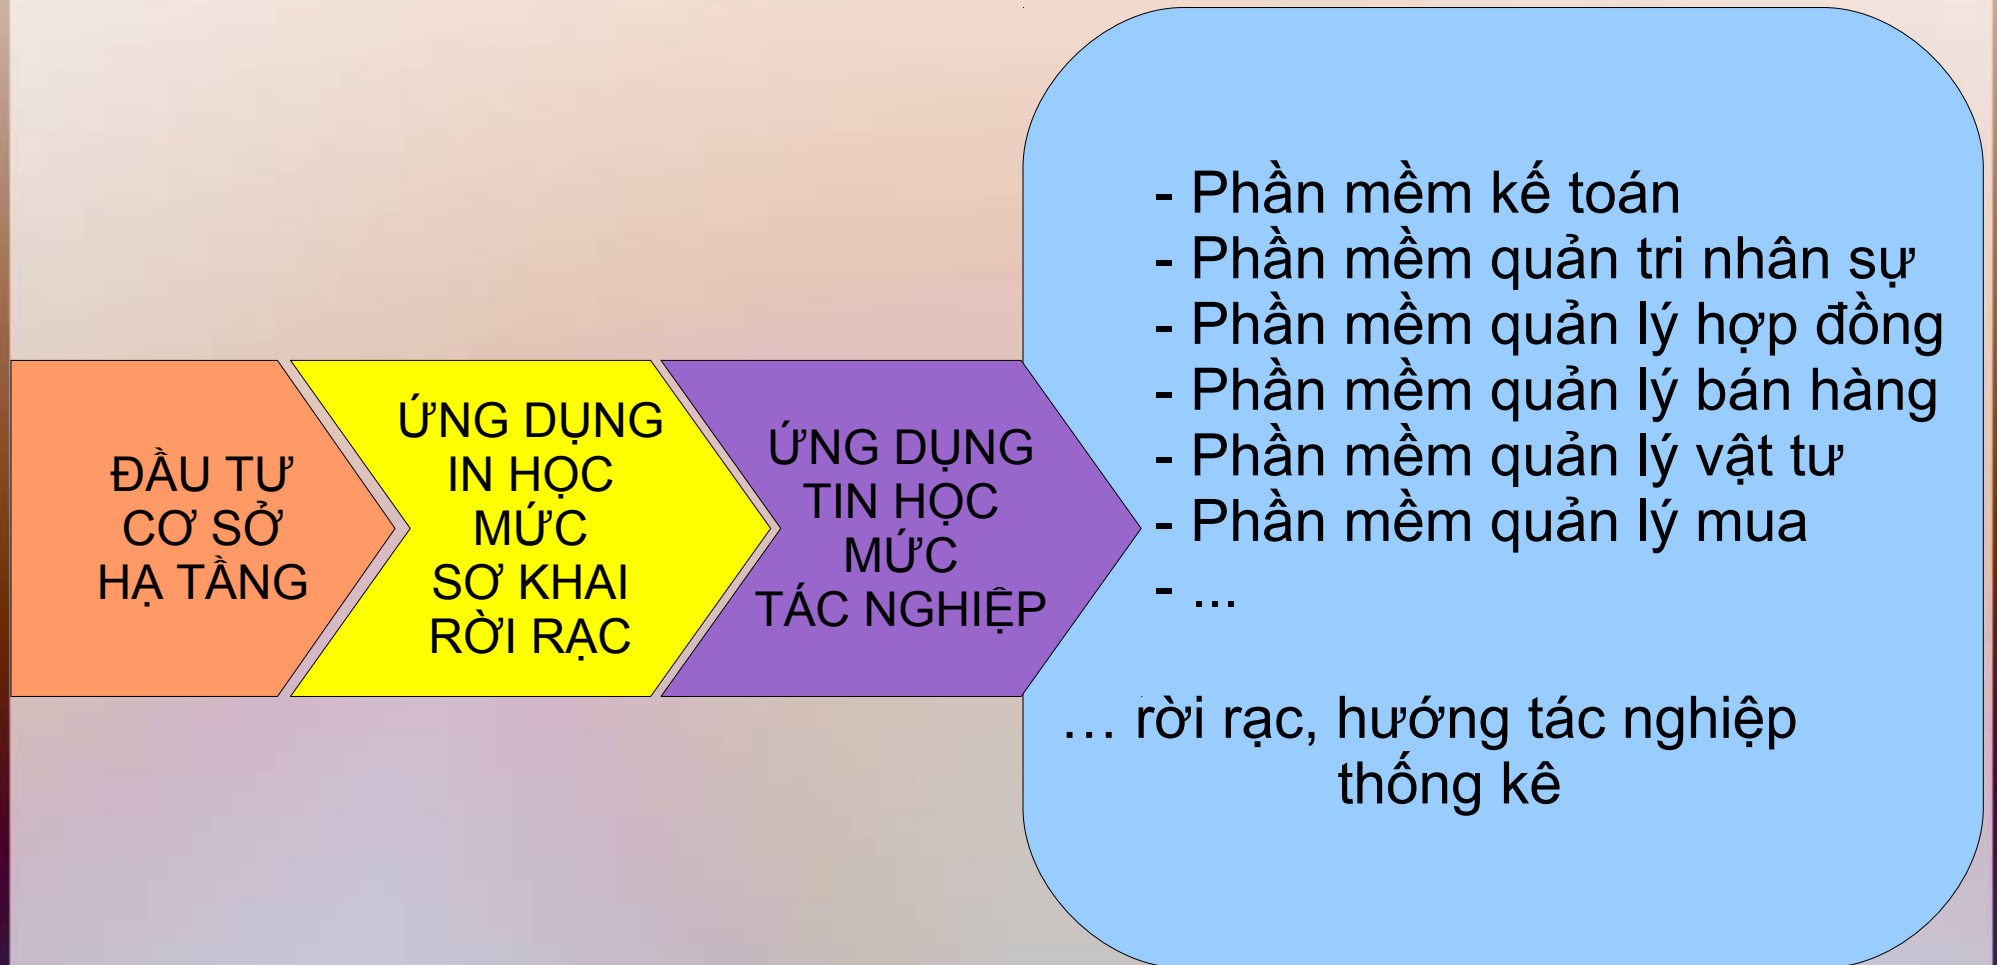 ĐẦU TƯ
CƠ SỞ
HẠ TẦNG
ỨNG DỤNG
IN HỌC
MỨC
SƠ KHAI
RỜI RẠC
ỨNG DỤNG
TIN HỌC
MỨC
TÁC NGHIỆP
- Phần mềm kế toán
- Phần mềm quản tri nhân sự
- Phần mềm quản lý hợp đồng
- Phần mềm quản lý bán hàng
- Phần mềm quản lý vật tư
- Phần mềm quản lý mua
- ...
… rời rạc, hướng tác nghiệp
thống kê